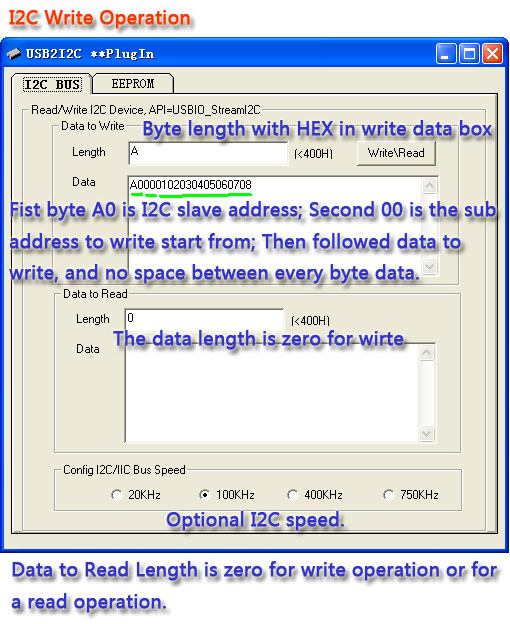 I2C Write Operation
USB2I2C **PlugIn
I2C BUS
EEPROM
Read/Write I2C Device, API=USBIO_StreamI2C
Data to Write
Byte length with HEX in write data box
Length
A
(<400H)
Write\Read
Data
A0000102030405060708
Fist byte A0 is I2C slave address; Second 00 is the sub
address to write start from; Then followed data to
write, and no space between every byte data.
Data to Read
Length
0
(<400H)
The data length is zero for wirte
Data
Config I2C/IIC Bus Speed
20KHz
100KHz
400KHz
750KHz
Optional I2C speed.
Data to Read Length is zero for write operation or for
a read operation.